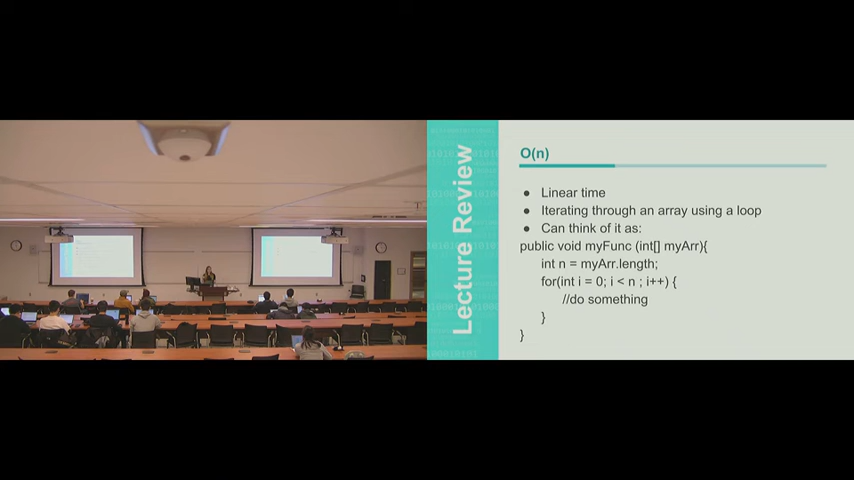 Lecture Review
O(n)
● Linear time
● Iterating through an array using a loop
● Can think of it as:
public void myFunc (int[] myArr){
int n = myArr.length;
for(int i = 0; i < n ; i++) {
//do something
}
}